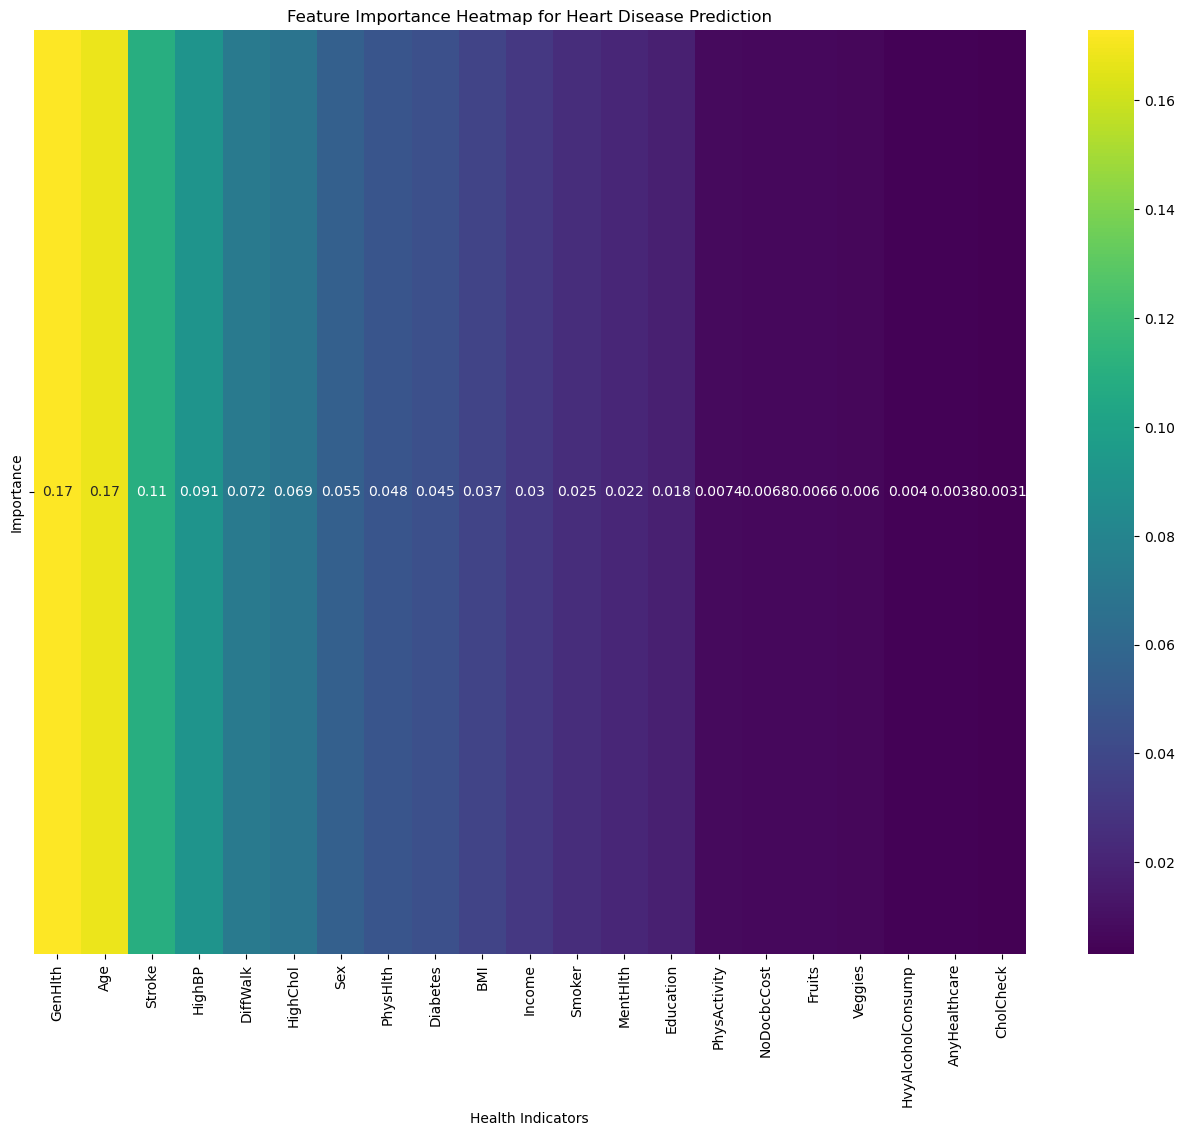 Feature Importance Heatmap for Heart Disease Prediction
Importance
0.17 0.17 0.11 0.091 0.072 0.069 0.055 0.048 0.045 0.037 0.03 0.025 0.022 0.018 0.0074 0.0068 0.0066 0.006 0.004 0.0038 0.0031
GenHlth
Age
Stroke
HighBP
DiffWalk
HighChol
Sex
PhysHlth
Diabetes
BMI
Income
Smoker
MentHlth
Education
PhysActivity
NoDocbcCost
Fruits
Veggies
HvyAlcoholConsump
AnyHealthcare
CholCheck
Health Indicators
0.16
0.14
0.12
0.10
0.08
0.06
0.04
0.02